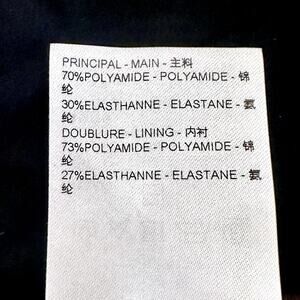 PRINCIPAL - MAIN - 主料
70%POLYAMIDE - POLYAMIDE - 锦
纶
30%ELASTHANNE - ELASTANE - 氨
纶
DOUBLURE - LINING - 内衬
73%POLYAMIDE - POLYAMIDE - 锦
纶
27%ELASTHANNE - ELASTANE - 氨
纶